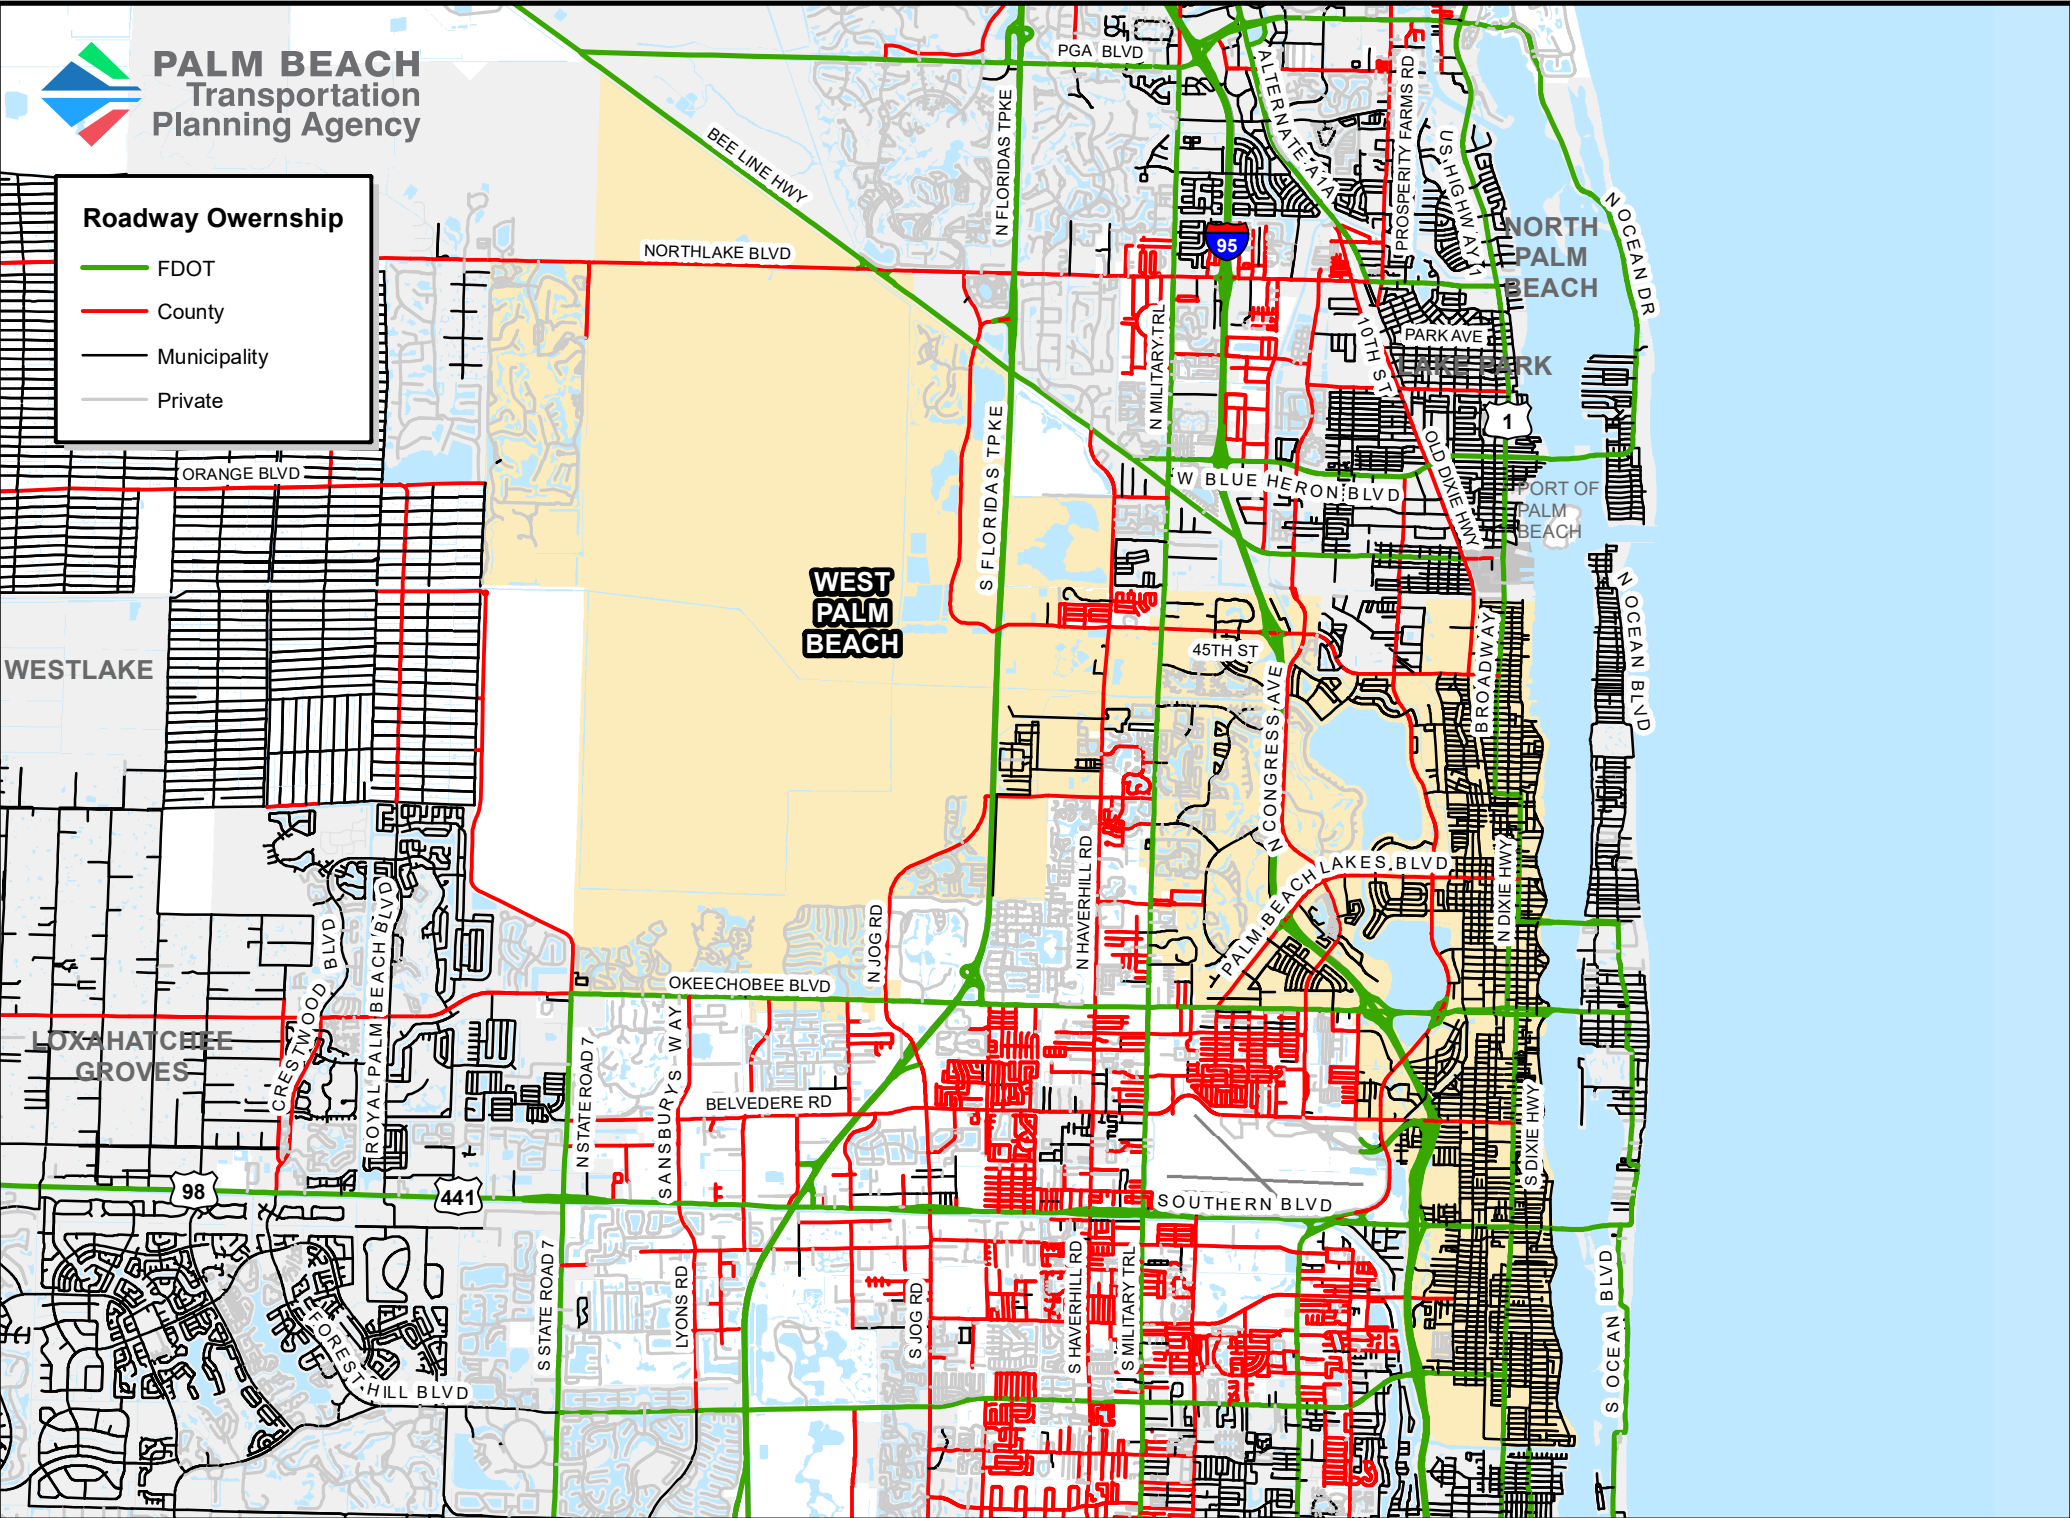 PALM BEACH
Transportation
Planning Agency
Roadway Owernship
FDOT
County
Municipality
Private
PGA BLVD
ALTERNATE A1A
PROSPERITY FARMS RD
US HIGHWAY 1
N OCEAN DR
NORTH
PALM
BEACH
BEE LINE HWY
N FLORIDAS TPKE
95
NORTHLAKE BLVD
N MILITARY TRL
10TH ST
PARK AVE
LAKE PARK
1
OLD DIXIE HWY
S FLORIDAS TPKE
W BLUE HERON BLVD
PORT OF
PALM
BEACH
ORANGE BLVD
WEST
PALM
BEACH
WESTLAKE
45TH ST
BROADWAY
N OCEAN BLVD
N CONGRESS AVE
PALM BEACH LAKES BLVD
N HAVERHILL RD
N DIXIE HWY
N JOG RD
OKEECHOBEE BLVD
LOXAHATCHEE
GROVES
CRESTWOOD BLVD
ROYAL PALM BEACH BLVD
N STATE ROAD 7
SANSBURYS WAY
BELVEDERE RD
S DIXIE HWY
98
441
SOUTHERN BLVD
S STATE ROAD 7
LYONS RD
S JOG RD
S HAVERHILL RD
S MILITARY TRL
S OCEAN BLVD
FOREST HILL BLVD